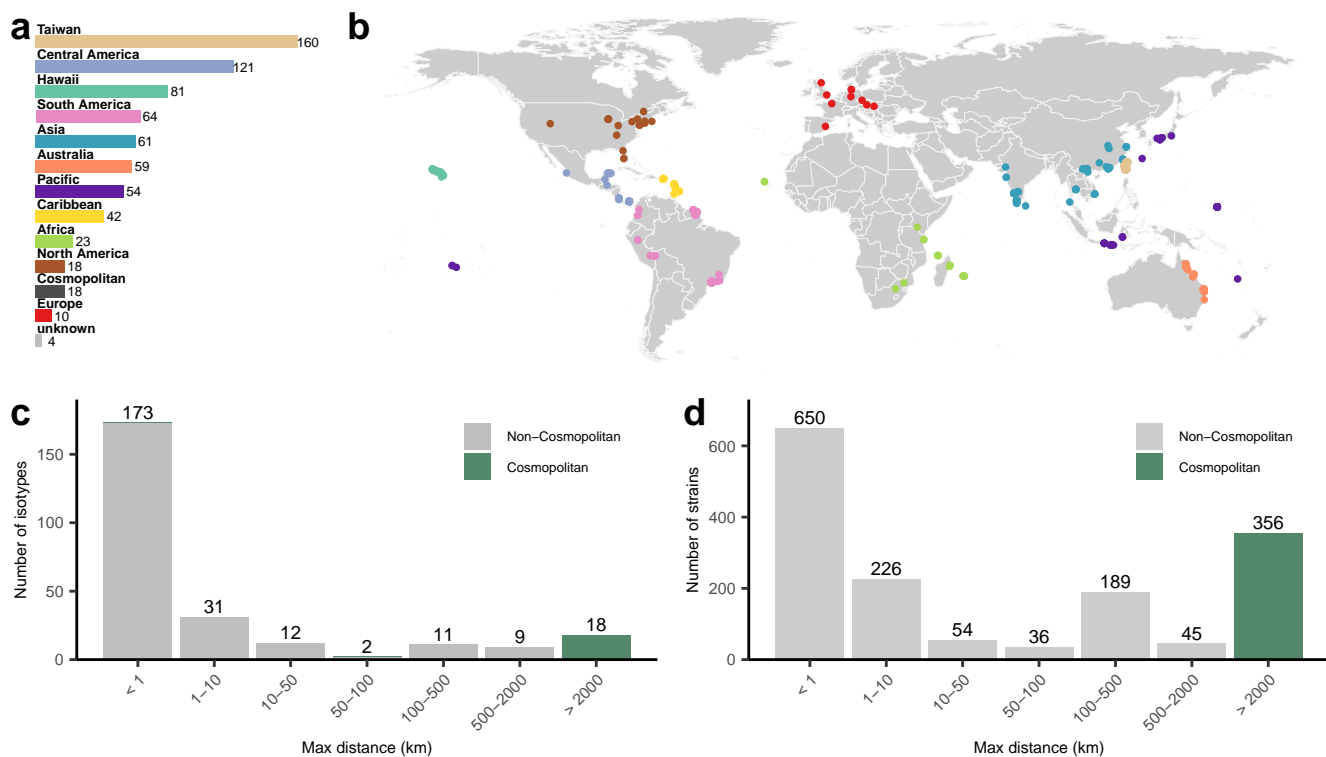 a
Taiwan
160
Central America
121
Hawaii
81
South America
64
Asia
61
Australia
59
Pacific
54
Caribbean
42
Africa
23
North America
18
Cosmopolitan
18
Europe
10
unknown
4
b
c
173
31
12
2
11
9
18
Non−Cosmopolitan
Cosmopolitan
150
100
50
0
Number of isotypes
< 1
1−10
10−50
50−100
100−500
500−2000
> 2000
Max distance (km)
d
650
226
54
36
189
45
356
Non−Cosmopolitan
Cosmopolitan
600
400
200
0
Number of strains
< 1
1−10
10−50
50−100
100−500
500−2000
> 2000
Max distance (km)